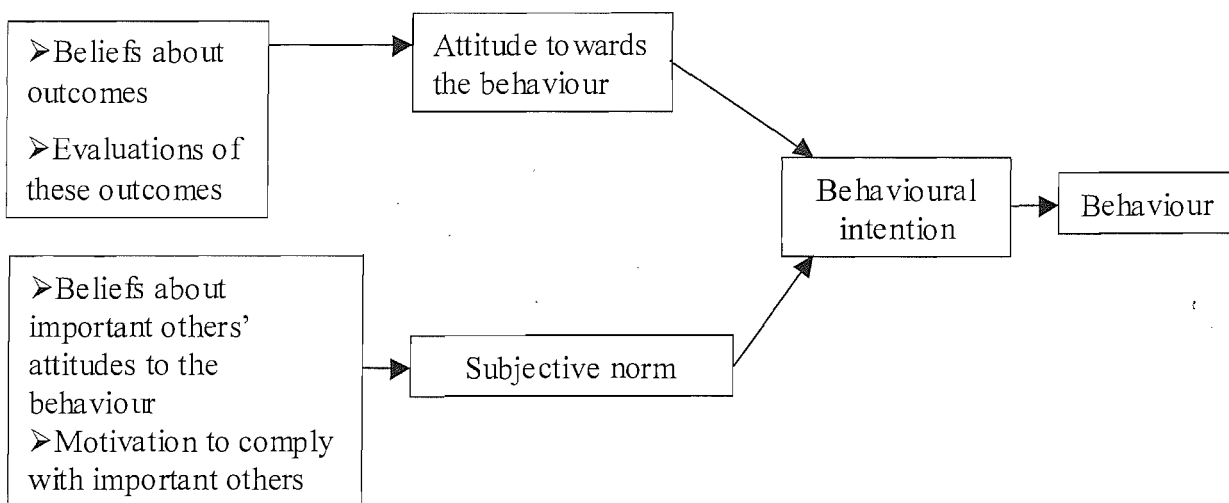 ➤Beliefs about
outcomes
➤Evaluations of
these outcomes
Attitude towards
the behaviour
➤Beliefs about
important others’
attitudes to the
behaviour
➤Motivation to comply
with important others
Subjective norm
Behavioural
intention
Behaviour